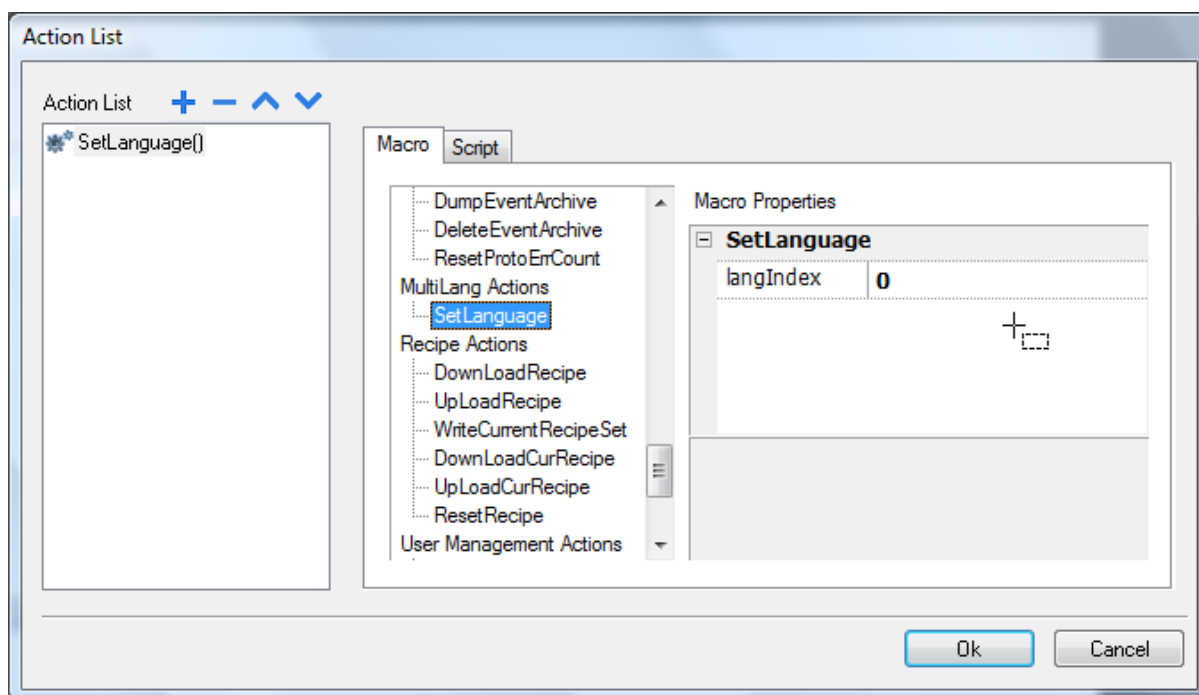 Action List
Action List
SetLanguage()
Macro
Script
DumpEventArchive
DeleteEventArchive
ResetProtoErrCount
MultiLang Actions
SetLanguage
Recipe Actions
DownLoadRecipe
UpLoadRecipe
WriteCurrentRecipeSet
DownLoadCurRecipe
UpLoadCurRecipe
ResetRecipe
User Management Actions
Macro Properties
SetLanguage
langIndex 0
Ok
Cancel